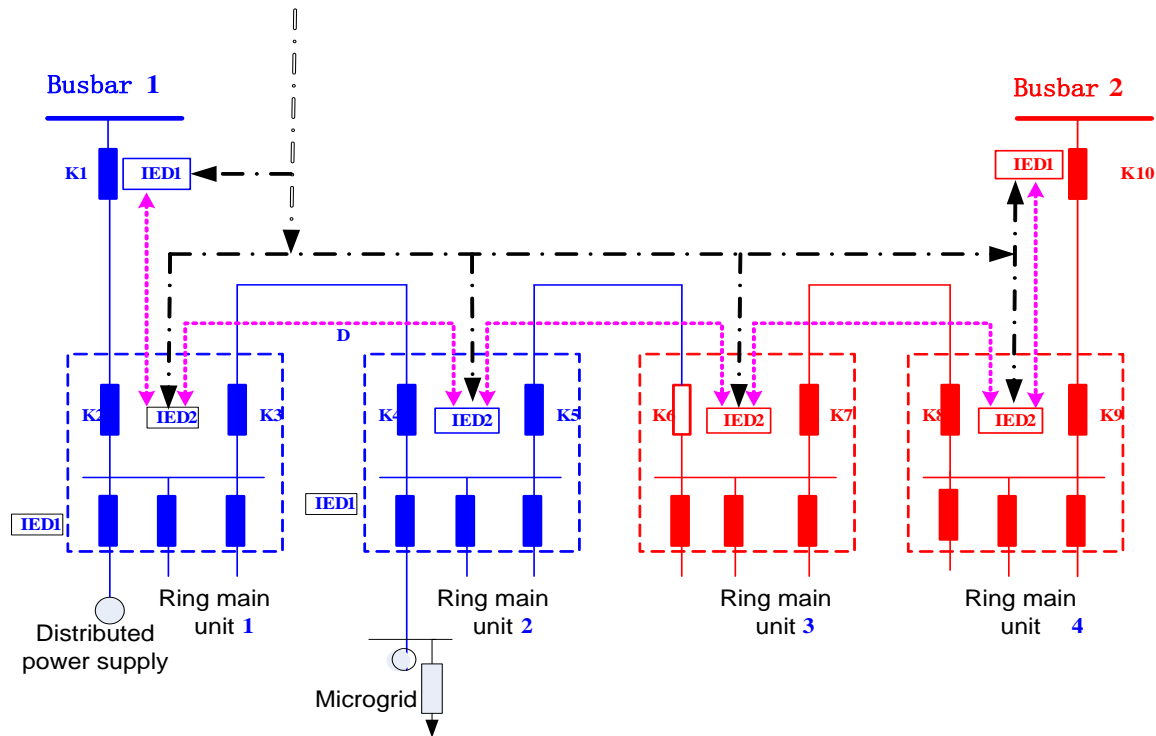 Busbar 1
Busbar 2
K1
IED1
IED1
K10
D
K2
IED2
K3
K4
IED2
K5
K6
IED2
K7
K8
IED2
K9
IED1
IED1
Ring main
unit 1
Ring main
unit 2
Ring main
unit 3
Ring main
unit 4
Distributed
power supply
Microgrid